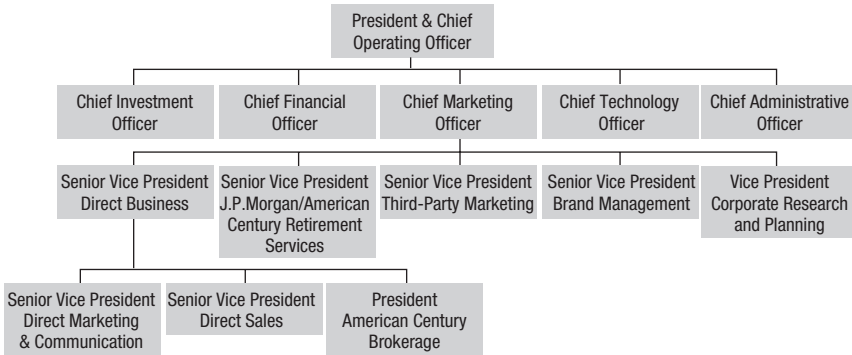 President & Chief
Operating Officer
Chief Investment
Officer
Chief Financial
Officer
Chief Marketing
Officer
Chief Technology
Officer
Chief Administrative
Officer
Senior Vice President
Direct Business
Senior Vice President
J.P.Morgan/American
Century Retirement
Services
Senior Vice President
Third-Party Marketing
Senior Vice President
Brand Management
Vice President
Corporate Research
and Planning
Senior Vice President
Direct Marketing
& Communication
Senior Vice President
Direct Sales
President
American Century
Brokerage